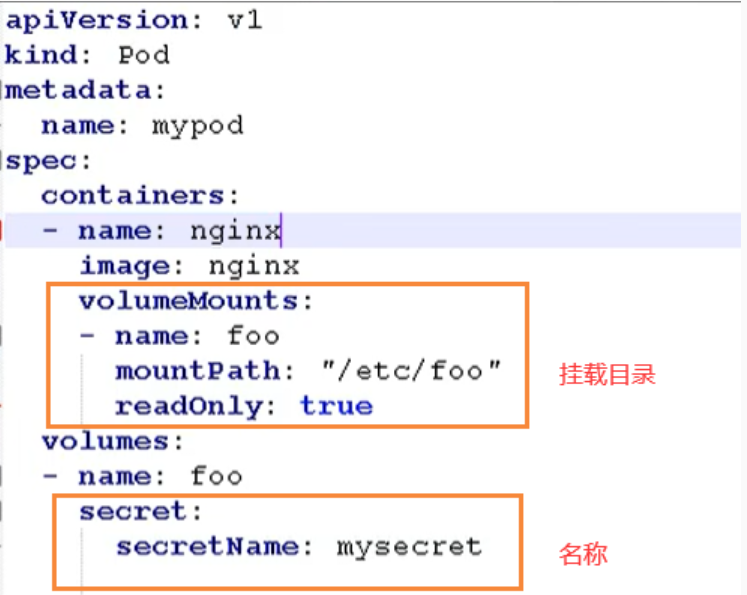 apiVersion: v1
kind: Pod
metadata:
  name: mypod
spec:
  containers:
  - name: nginx
    image: nginx
    volumeMounts:
    - name: foo
      mountPath: "/etc/foo"
挂载目录
      readOnly: true
  volumes:
  - name: foo
    secret:
      secretName: mysecret
名称